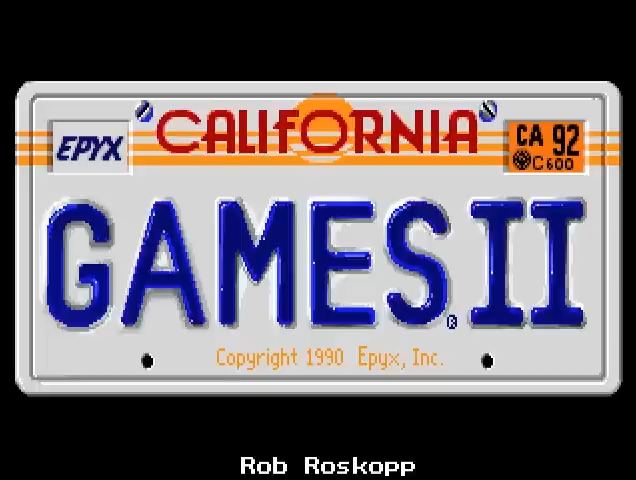 EPYX
CALIFORNIA
CA 92
C600
GAMES II
®
Copyright 1990 Epyx, Inc.
Rob Roskopp